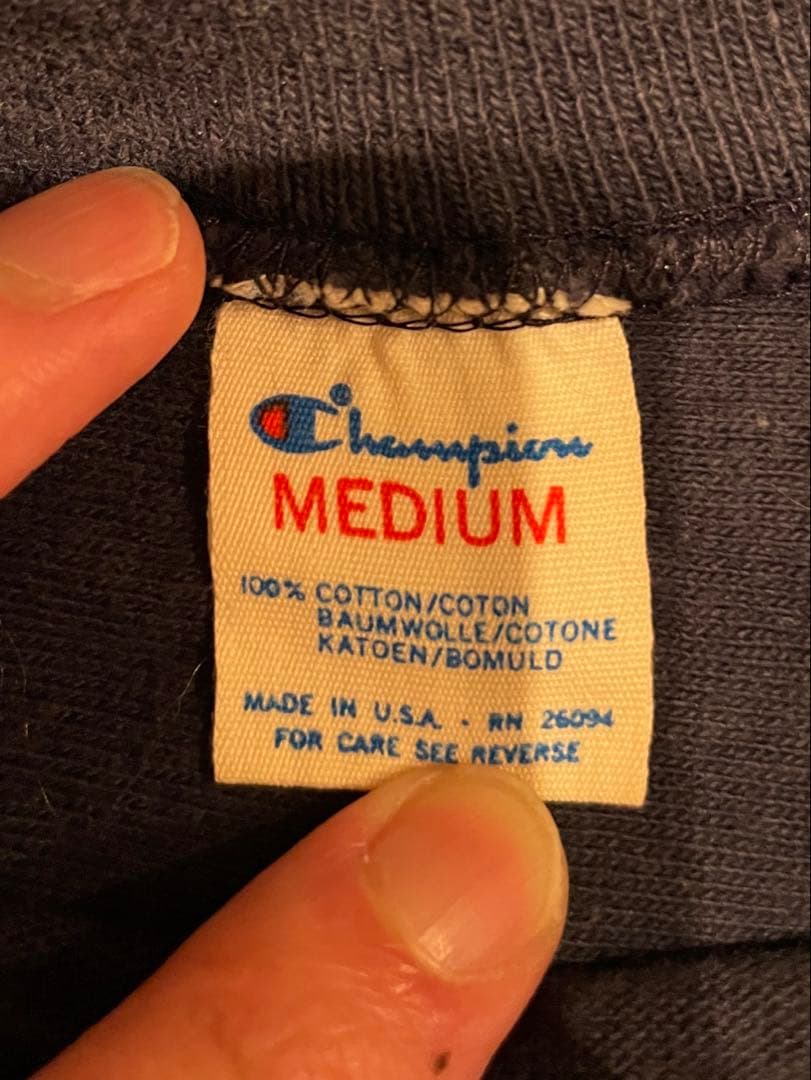 Champion®
MEDIUM
100% COTTON/COTON
BAUMWOLLE/COTONE
KATOEN/BOMULD
MADE IN U.S.A. · RN 26094
FOR CARE SEE REVERSE